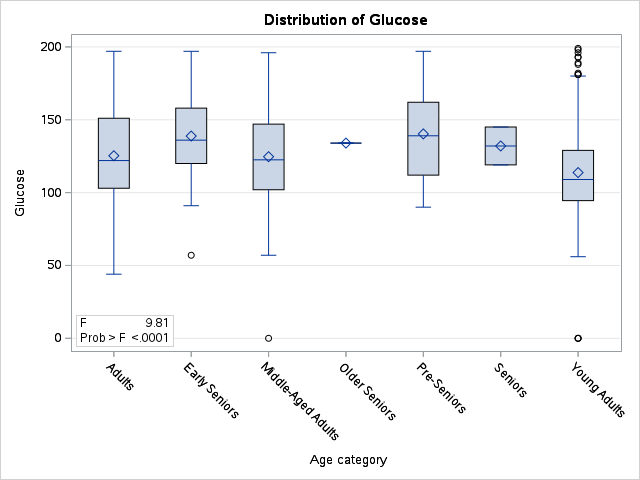 Distribution of Glucose
200
150
100
50
0
Glucose
F 9.81
Prob > F <.0001
Adults
Early Seniors
Middle-Aged Adults
Older Seniors
Pre-Seniors
Seniors
Young Adults
Age category